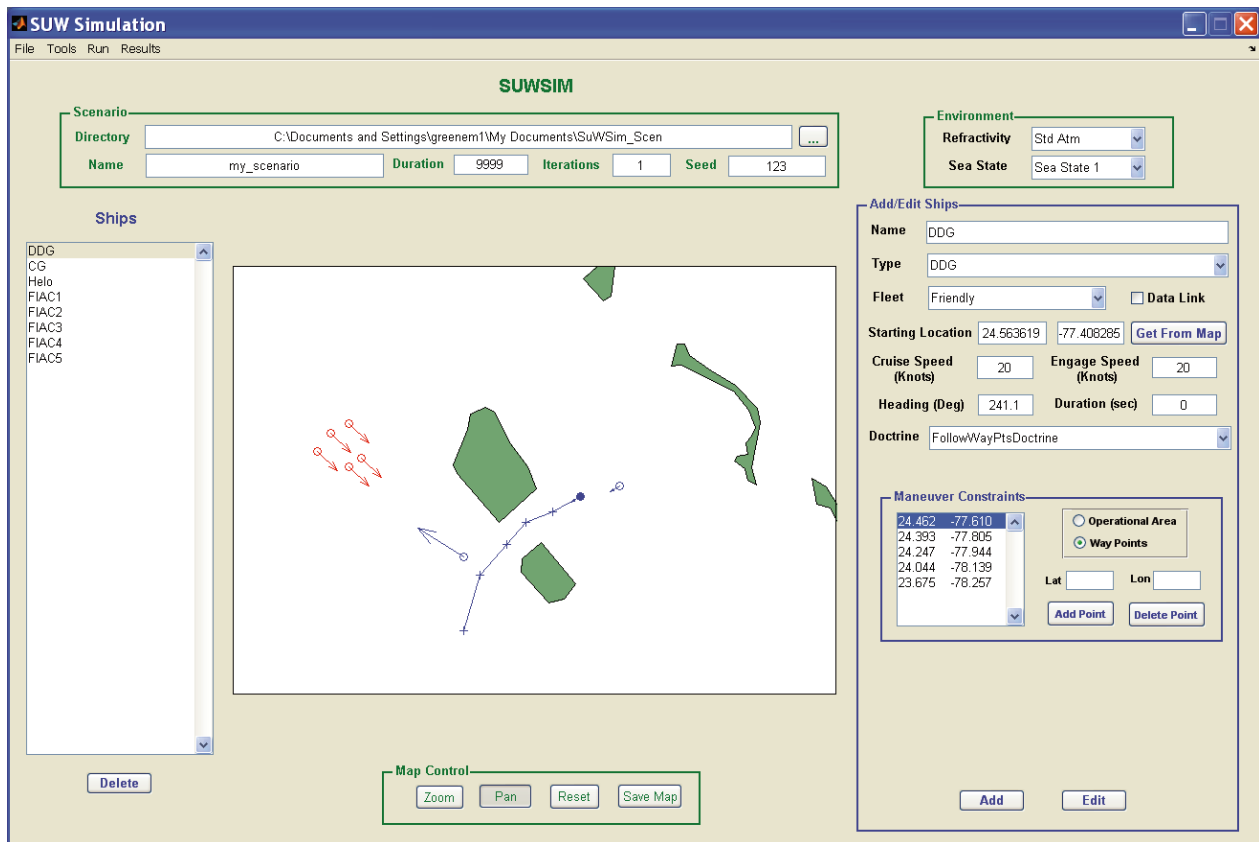 SUW Simulation
File Tools Run Results
SUWSIM
Scenario
Directory C:\Documents and Settings\greenem1\My Documents\SuWSim_Scen ...
Name my_scenario Duration 9999 Iterations 1 Seed 123
Environment
Refractivity Std Atm
Sea State Sea State 1
Ships
DDG
CG
Helo
FIAC1
FIAC2
FIAC3
FIAC4
FIAC5
Delete
Map Control
Zoom Pan Reset Save Map
Add/Edit Ships
Name DDG
Type DDG
Fleet Friendly Data Link
Starting Location 24.563619 -77.408285 Get From Map
Cruise Speed (Knots) 20 Engage Speed (Knots) 20
Heading (Deg) 241.1 Duration (sec) 0
Doctrine FollowWayPtsDoctrine
Maneuver Constraints
24.462 -77.610
24.393 -77.805
24.247 -77.944
24.044 -78.139
23.675 -78.257
Operational Area
Way Points
Lat Lon
Add Point Delete Point
Add Edit